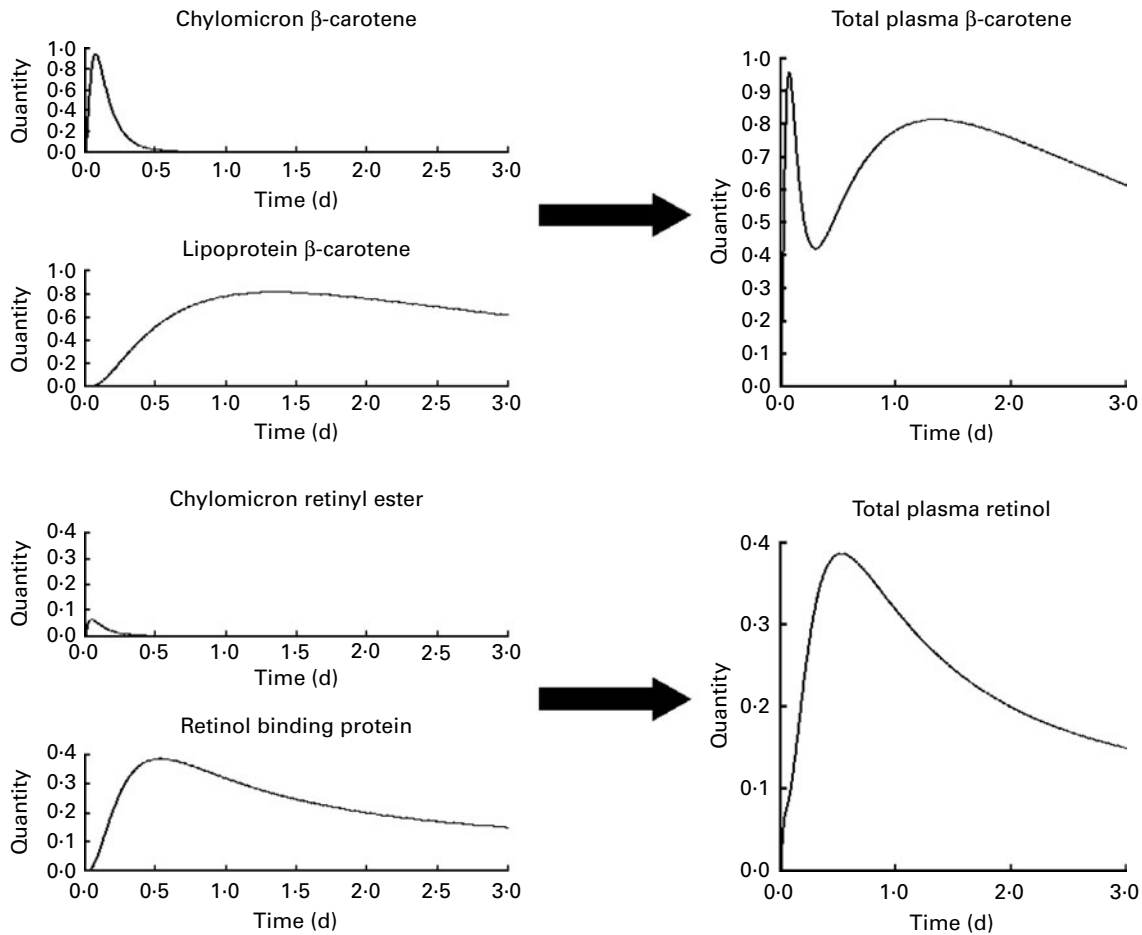 Chylomicron β-carotene
Quantity
1·0
0·8
0·6
0·4
0·2
0·0
0·0 0·5 1·0 1·5 2·0 2·5 3·0
Time (d)
Lipoprotein β-carotene
Quantity
1·0
0·8
0·6
0·4
0·2
0·0
0·0 0·5 1·0 1·5 2·0 2·5 3·0
Time (d)
Total plasma β-carotene
Quantity
1·0
0·9
0·8
0·7
0·6
0·5
0·4
0·3
0·2
0·1
0·0
0·0 1·0 2·0 3·0
Time (d)
Chylomicron retinyl ester
Quantity
0·4
0·3
0·2
0·1
0·0
0·0 0·5 1·0 1·5 2·0 2·5 3·0
Time (d)
Retinol binding protein
Quantity
0·4
0·3
0·2
0·1
0·0
0·0 0·5 1·0 1·5 2·0 2·5 3·0
Time (d)
Total plasma retinol
Quantity
0·4
0·3
0·2
0·1
0·0
0·0 1·0 2·0 3·0
Time (d)